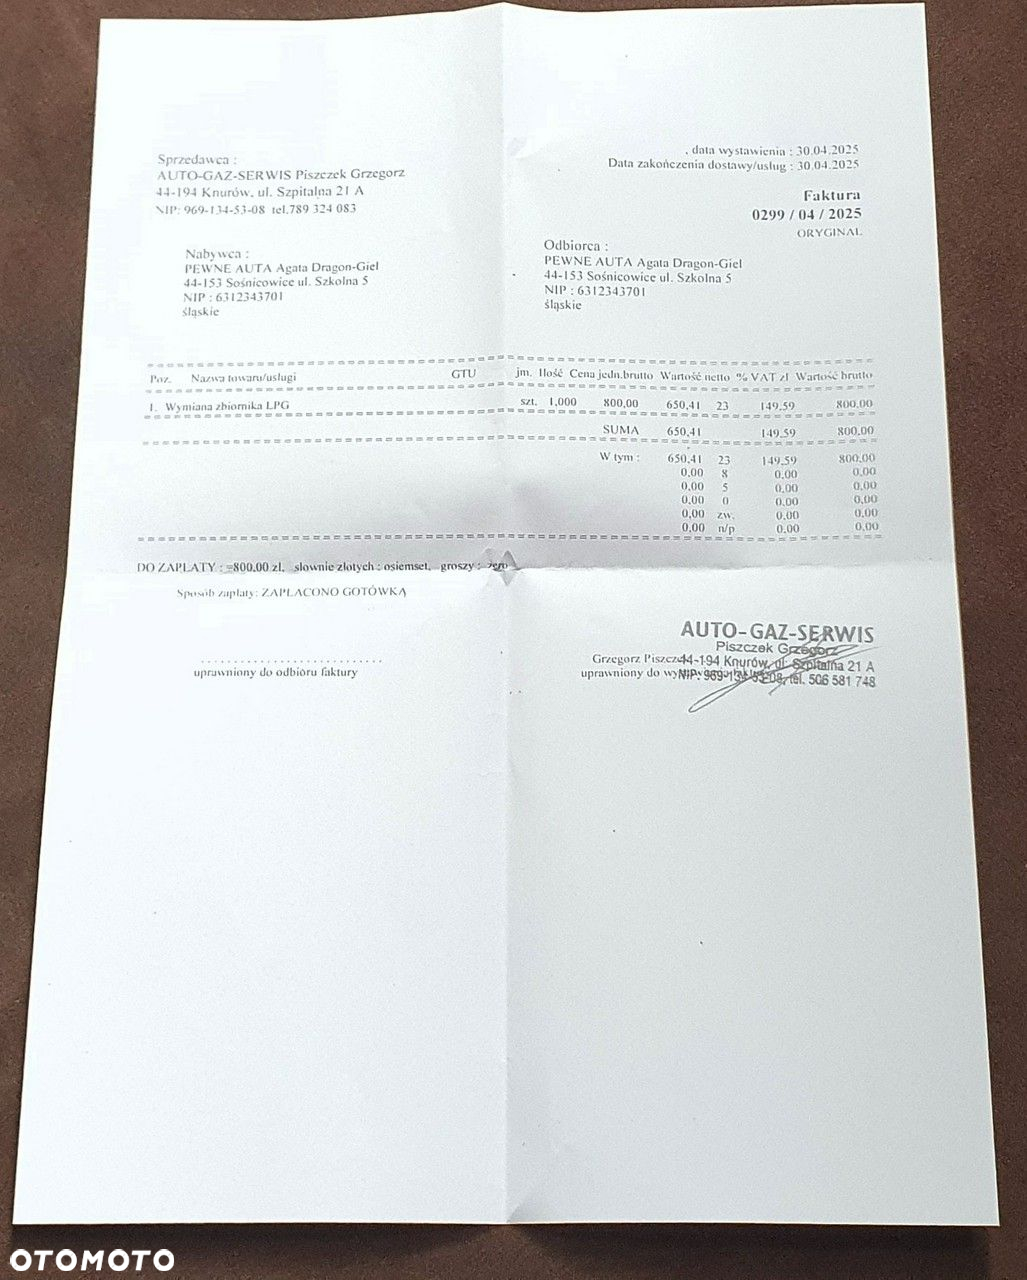 Sprzedawca :
AUTO-GAZ-SERWIS Piszczek Grzegorz
44-194 Knurów, ul. Szpitalna 21 A
NIP: 969-134-53-08 tel.789 324 083
, data wystawienia : 30.04.2025
Data zakończenia dostawy/usług : 30.04.2025
Faktura
0299 / 04 / 2025
ORYGINAŁ
Nabywca :
PEWNE AUTA Agata Dragon-Giel
44-153 Sośnicowice ul. Szkolna 5
NIP : 6312343701
śląskie
Odbiorca :
PEWNE AUTA Agata Dragon-Giel
44-153 Sośnicowice ul. Szkolna 5
NIP : 6312343701
śląskie
Poz. Nazwa towaru/usługi GTU jm. Ilość Cena jedn.brutto Wartość netto % VAT zł Wartość brutto
1. Wymiana zbiornika LPG szt. 1,000 800,00 650,41 23 149,59 800,00
SUMA 650,41 149,59 800,00
W tym : 650,41 23 149,59 800,00
0,00 8 0,00 0,00
0,00 5 0,00 0,00
0,00 0 0,00 0,00
0,00 zw. 0,00 0,00
0,00 n/p 0,00 0,00
DO ZAPŁATY : =800,00 zł, słownie złotych : osiemset, groszy : zero
Sposób zapłaty: ZAPŁACONO GOTÓWKĄ
uprawniony do odbioru faktury
Grzegorz Piszczek
uprawniony do
AUTO-GAZ-SERWIS
Piszczek Grzegorz
44-194 Knurów, ul. Szpitalna 21 A
NIP: 969-134-53-08, tel. 506 581 748
OTOMOTO